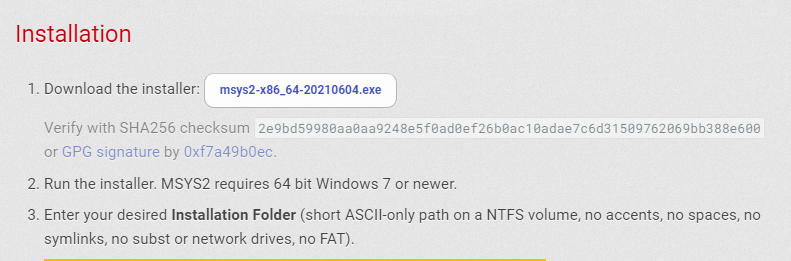 Installation
1. Download the installer: msys2-x86_64-20210604.exe
Verify with SHA256 checksum 2e9bd59980aa0aa9248e5f0ad0ef26b0ac10adae7c6d31509762069bb388e600
or GPG signature by 0xf7a49b0ec.
2. Run the installer. MSYS2 requires 64 bit Windows 7 or newer.
3. Enter your desired Installation Folder (short ASCII-only path on a NTFS volume, no accents, no spaces, no
symlinks, no subst or network drives, no FAT).